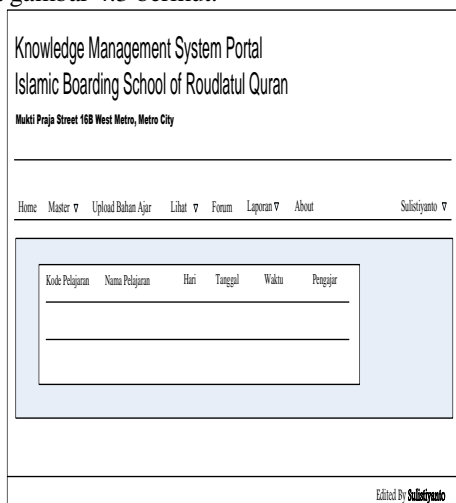 gambar 4.3 berikut.
Knowledge Management System Portal
Islamic Boarding School of Roudlatul Quran
Mukti Praja Street 16B West Metro, Metro City
Home Master ∇ Upload Bahan Ajar Lihat ∇ Forum Laporan ∇ About Sulistiyanto ∇
Kode Pelajaran Nama Pelajaran Hari Tanggal Waktu Pengajar
Edited By Sulistiyanto